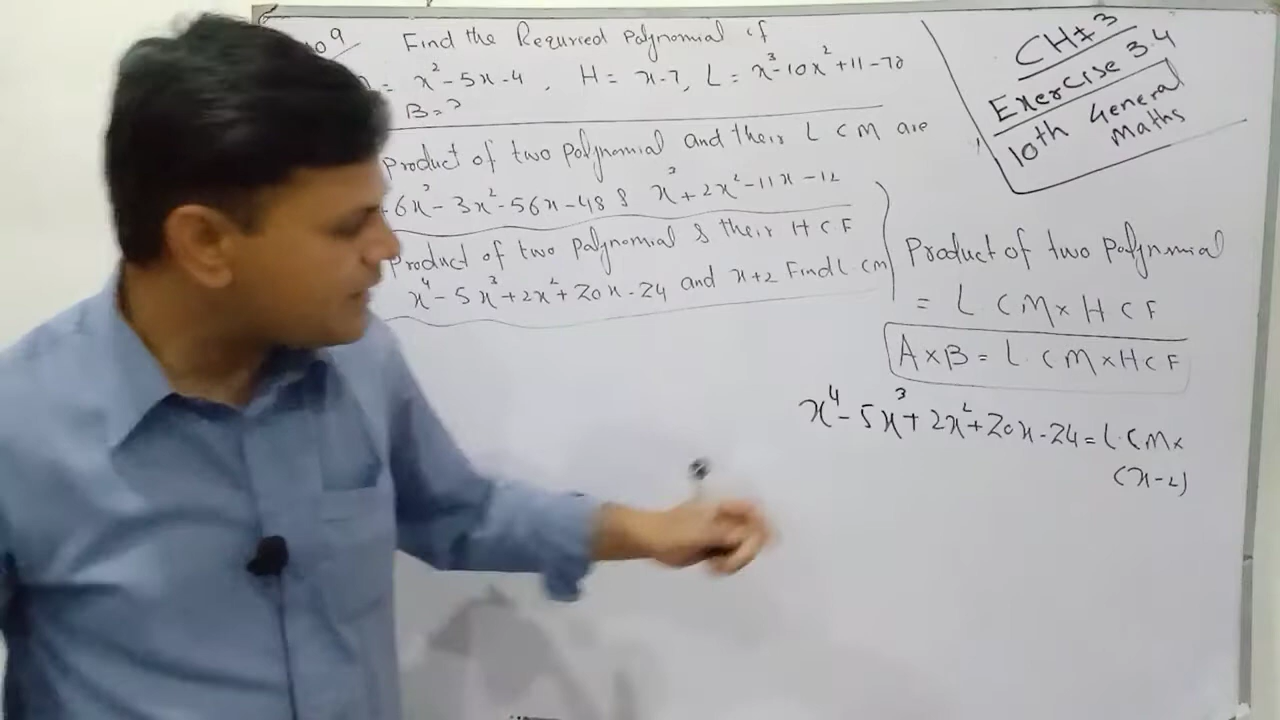 9
Find the Required Polynomial if
= x² - 5x - 4 , H = x - 7, L = x³ - 10x² + 11 - 70
B = ?
Product of two Polynomial and their L C M are
6x³ - 3x² - 56x - 48 & x³ + 2x² - 11x - 12
Product of two Polynomial & their H C F
x⁴ - 5x³ + 2x² + 20x - 24 and x + 2 Find L.CM
CH#3
Exercise 3.4
10th General
Maths
Product of two Polynomial
= L C M × H C F
A × B = L.C M × H C F
x⁴ - 5x³ + 2x² + 20x - 24 = L.C M ×
(x - 2)